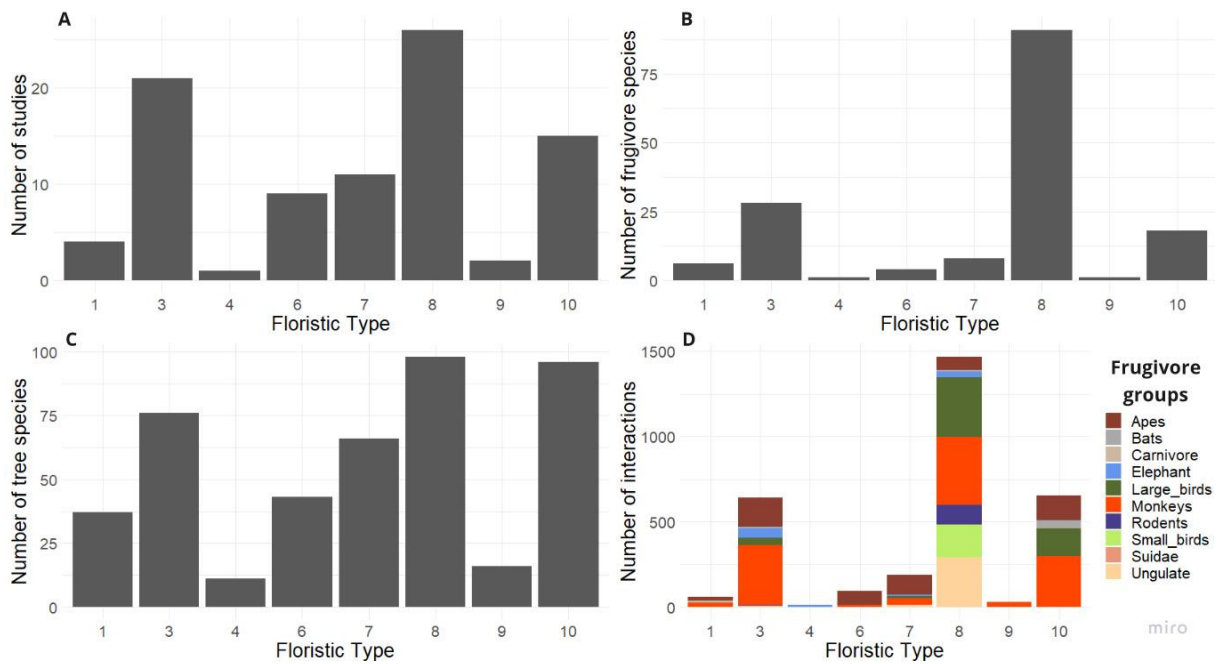 A
Number of studies
20
10
0
1 3 4 6 7 8 9 10
Floristic Type
B
Number of frugivore species
75
50
25
0
1 3 4 6 7 8 9 10
Floristic Type
C
Number of tree species
100
75
50
25
0
1 3 4 6 7 8 9 10
Floristic Type
D
Number of interactions
1500
1000
500
0
1 3 4 6 7 8 9 10
Floristic Type
Frugivore
groups
Apes
Bats
Carnivore
Elephant
Large_birds
Monkeys
Rodents
Small_birds
Suidae
Ungulate
miro